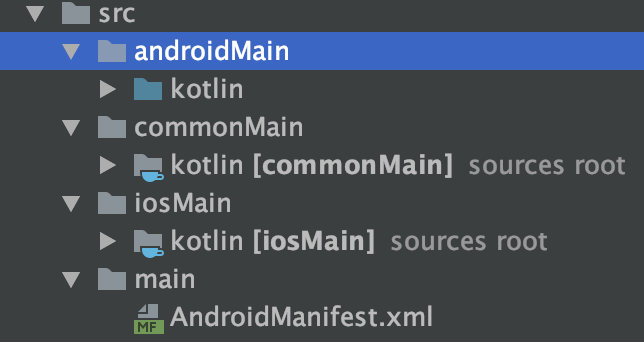 src
androidMain
kotlin
commonMain
kotlin [commonMain] sources root
iosMain
kotlin [iosMain] sources root
main
MF AndroidManifest.xml